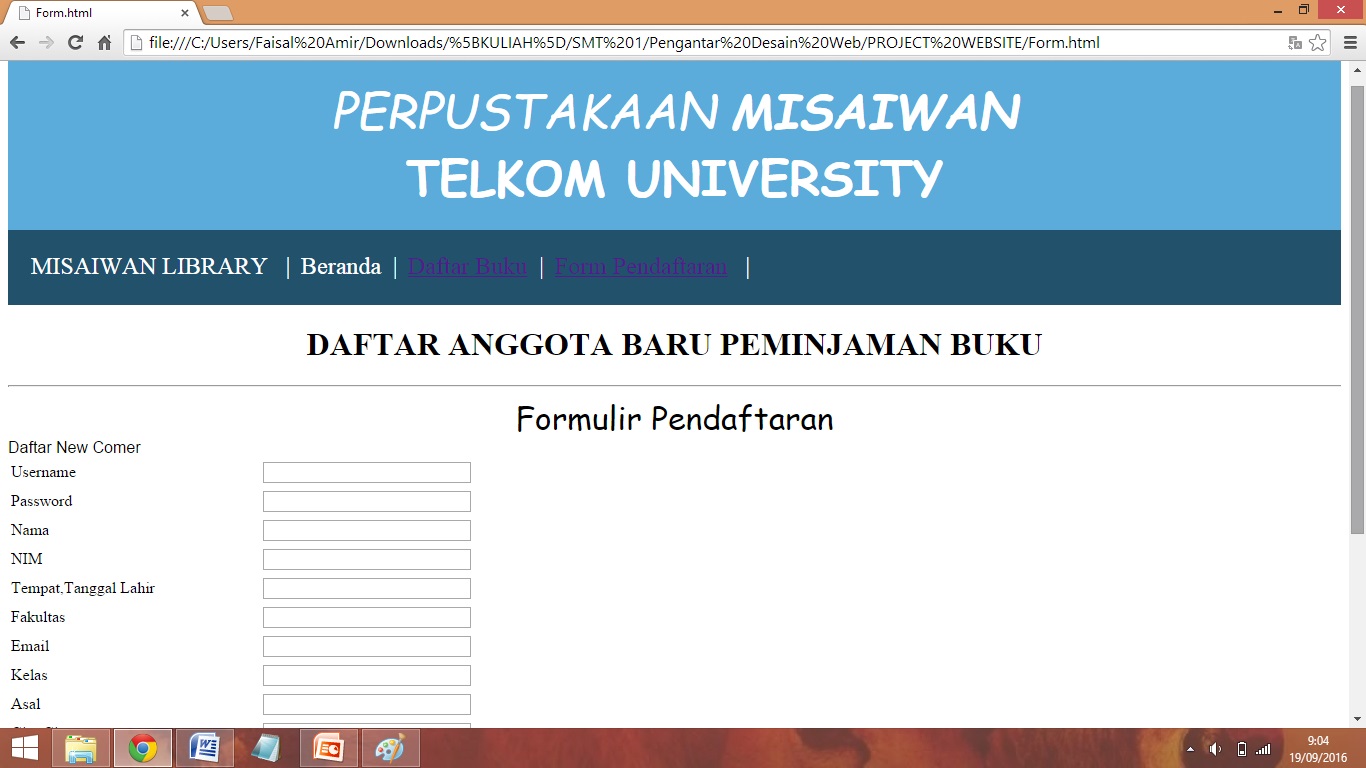 Form.html
file:///C:/Users/Faisal%20Amir/Downloads/%5BKULIAH%5D/SMT%201/Pengantar%20Desain%20Web/PROJECT%20WEBSITE/Form.html
PERPUSTAKAAN MISAIWAN
TELKOM UNIVERSITY
MISAIWAN LIBRARY | Beranda | Daftar Buku | Form Pendaftaran |
DAFTAR ANGGOTA BARU PEMINJAMAN BUKU
Formulir Pendaftaran
Daftar New Comer
Username
Password
Nama
NIM
Tempat,Tanggal Lahir
Fakultas
Email
Kelas
Asal
9:04
19/09/2016